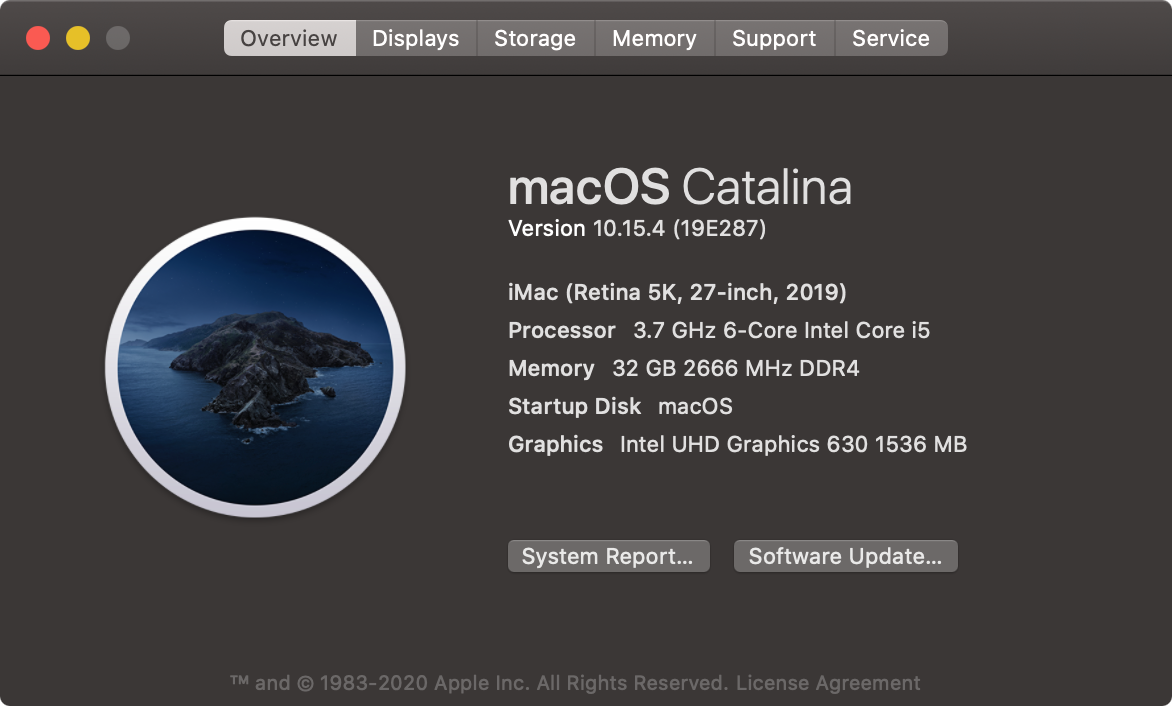 Overview Displays Storage Memory Support Service
macOS Catalina
Version 10.15.4 (19E287)
iMac (Retina 5K, 27-inch, 2019)
Processor 3.7 GHz 6-Core Intel Core i5
Memory 32 GB 2666 MHz DDR4
Startup Disk macOS
Graphics Intel UHD Graphics 630 1536 MB
System Report... Software Update...
™ and © 1983-2020 Apple Inc. All Rights Reserved. License Agreement